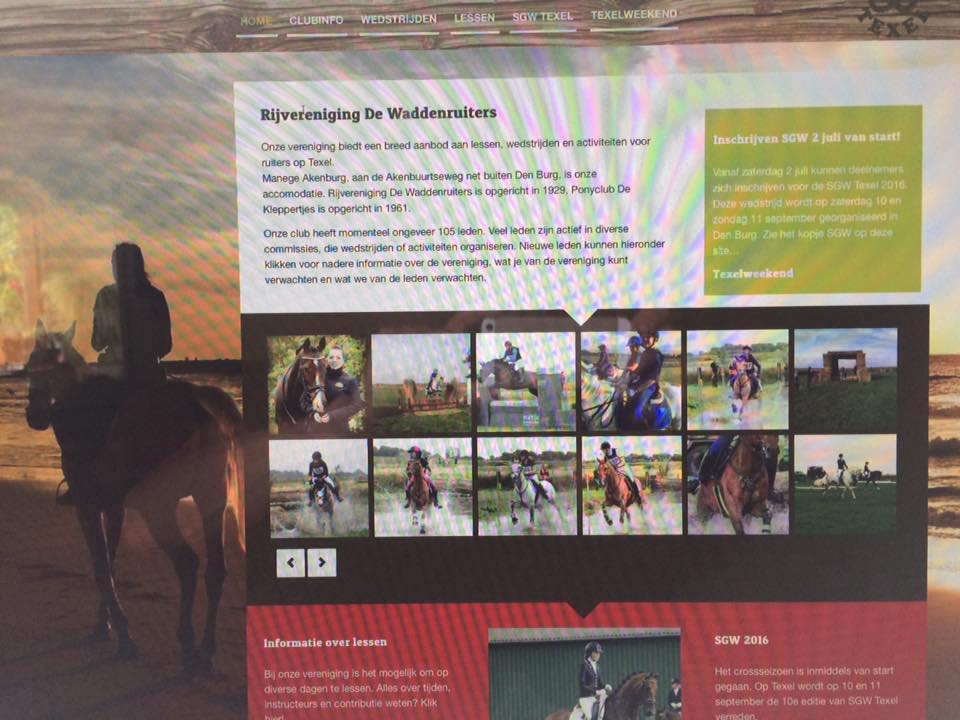 HOME CLUBINFO WEDSTRIJDEN LESSEN SGW TEXEL TEXELWEEKEND
TEXEL
Rijvereniging De Waddenruiters
Onze vereniging biedt een breed aanbod aan lessen, wedstrijden en activiteiten voor
ruiters op Texel.
Manege Akenburg, aan de Akenbuurtseweg net buiten Den Burg, is onze
accomodatie. Rijvereniging De Waddenruiters is opgericht in 1929, Ponyclub De
Kleppertjes is opgericht in 1961.
Onze club heeft momenteel ongeveer 105 leden. Veel leden zijn actief in diverse
commissies, die wedstrijden of activiteiten organiseren. Nieuwe leden kunnen hieronder
klikken voor nadere informatie over de vereniging, wat je van de vereniging kunt
verwachten en wat we van de leden verwachten.
Inschrijven SGW 2 juli van start!
Vanaf zaterdag 2 juli kunnen deelnemers
zich inschrijven voor de SGW Texel 2016.
Deze wedstrijd wordt op zaterdag 10 en
zondag 11 september georganiseerd in
Den Burg. Zie het kopje SGW op deze
site...
Texelweekend
Informatie over lessen
Bij onze vereniging is het mogelijk om op
diverse dagen te lessen. Alles over tijden,
instructeurs en contributie weten? Klik
hier!
SGW 2016
Het crossseizoen is inmiddels van start
gegaan. Op Texel wordt op 10 en 11
september de 10e editie van SGW Texel
verreden.